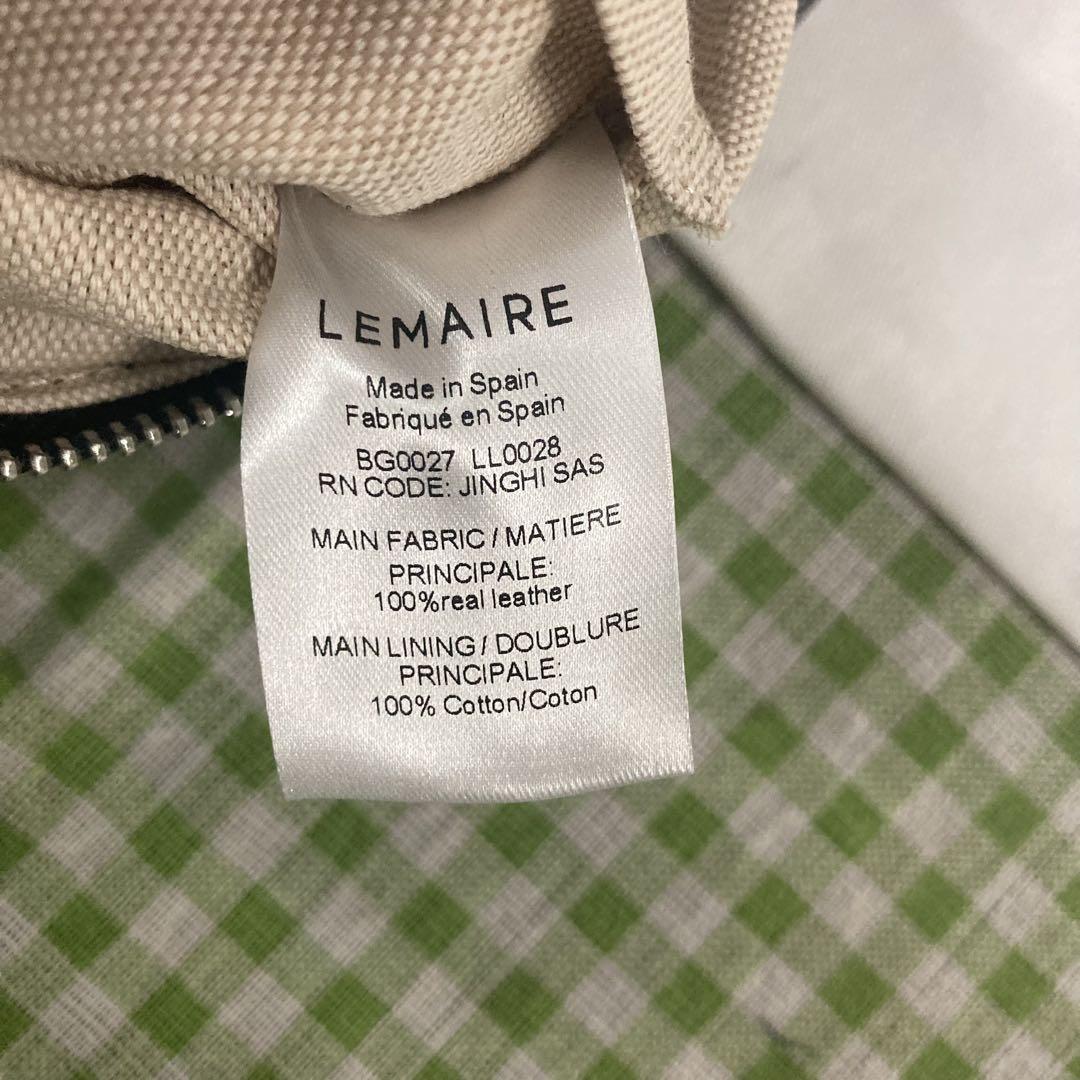 LEMAIRE
Made in Spain
Fabriqué en Spain
BG0027 LL0028
RN CODE: JINGHI SAS
MAIN FABRIC / MATIERE
PRINCIPALE:
100%real leather
MAIN LINING / DOUBLURE
PRINCIPALE:
100% Cotton/Coton